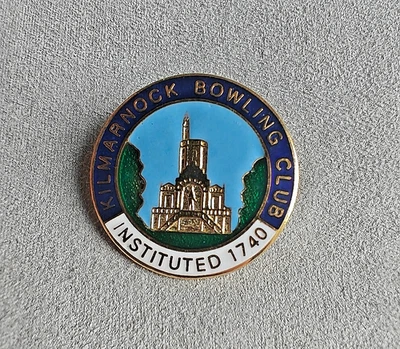 KILMARNOCK BOWLING CLUB
INSTITUTED 1740